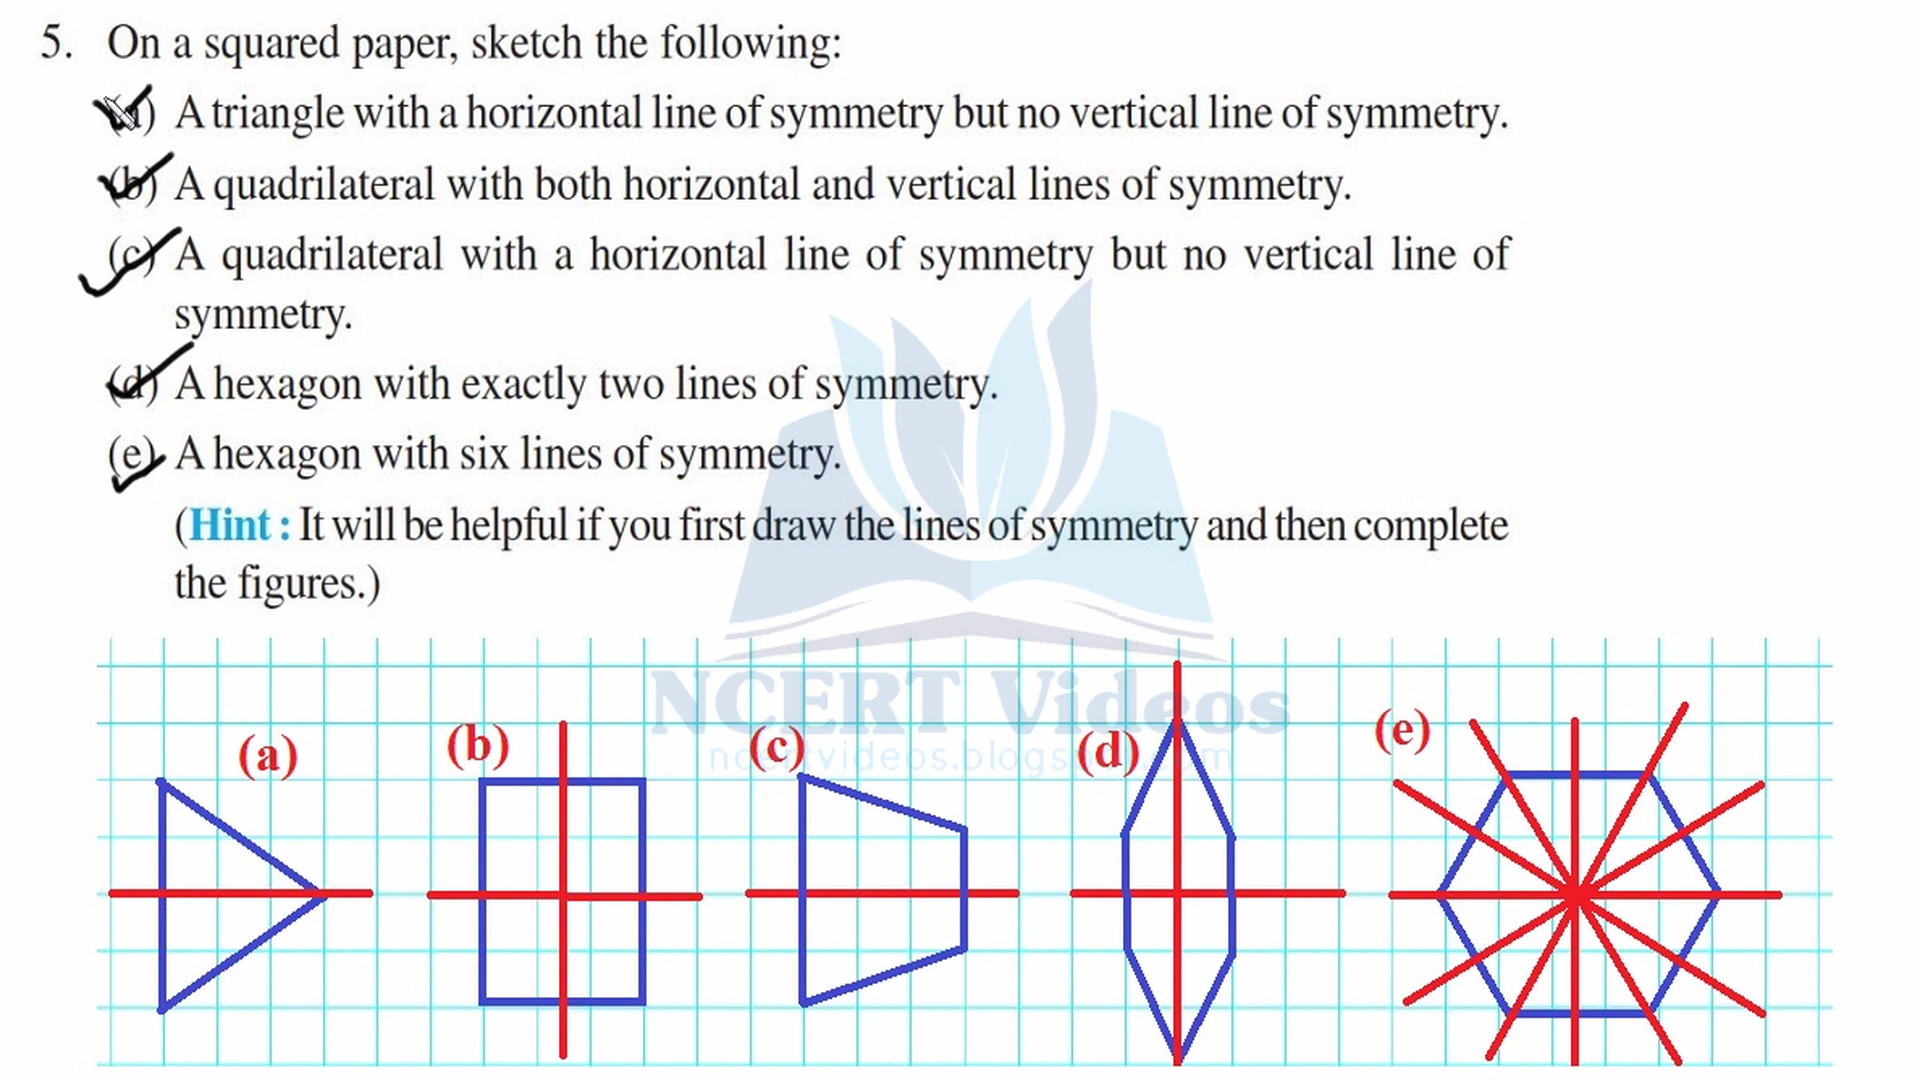 5. On a squared paper, sketch the following:
(a) A triangle with a horizontal line of symmetry but no vertical line of symmetry.
(b) A quadrilateral with both horizontal and vertical lines of symmetry.
(c) A quadrilateral with a horizontal line of symmetry but no vertical line of
symmetry.
(d) A hexagon with exactly two lines of symmetry.
(e) A hexagon with six lines of symmetry.
(Hint : It will be helpful if you first draw the lines of symmetry and then complete
the figures.)
NCERT Videos
(a) (b) (c) (d) (e)